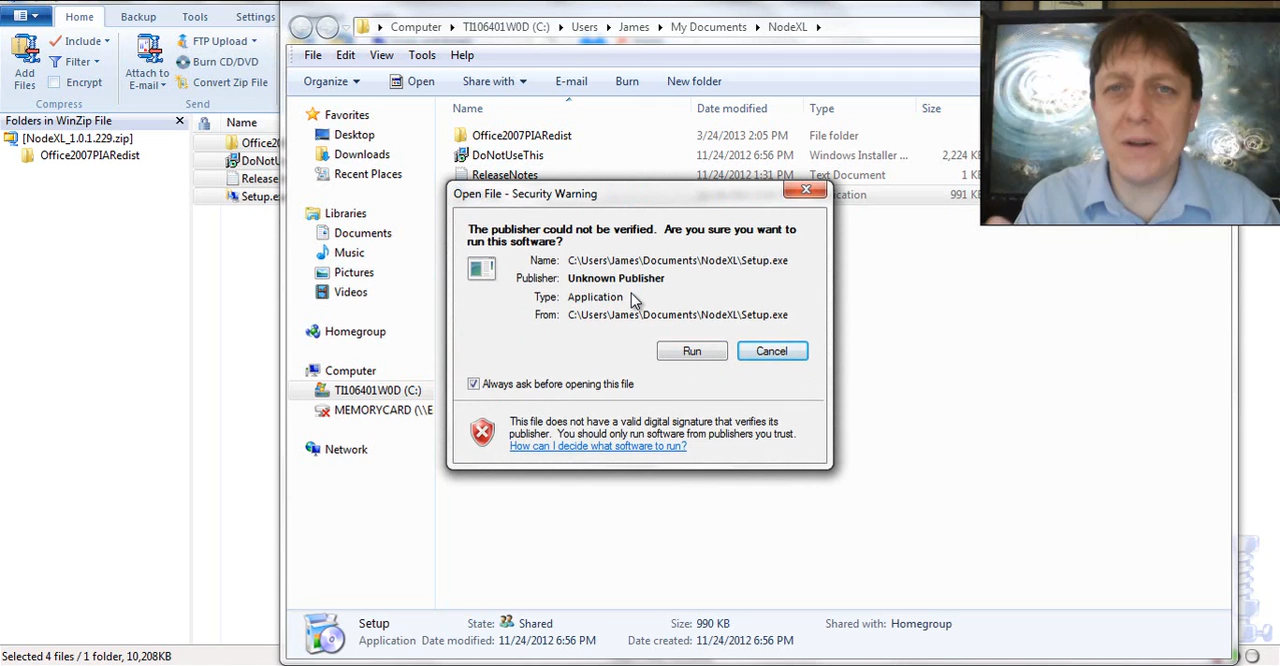 Home Backup Tools Settings
Add Files
Include
Filter
Encrypt
Compress
Attach to E-mail
FTP Upload
Burn CD/DVD
Convert Zip File
Send
Folders in WinZip File
[NodeXL_1.0.1.229.zip]
Office2007PIARedist
Name
Office2
DoNotU
Release
Setup.e
Selected 4 files / 1 folder, 10,208KB
Computer TI106401W0D (C:) Users James My Documents NodeXL
File Edit View Tools Help
Organize Open Share with E-mail Burn New folder
Favorites
Desktop
Downloads
Recent Places
Libraries
Documents
Music
Pictures
Videos
Homegroup
Computer
TI106401W0D (C:)
MEMORYCARD (\\E
Network
Name Date modified Type Size
Office2007PIARedist 3/24/2013 2:05 PM File folder
DoNotUseThis 11/24/2012 6:56 PM Windows Installer ... 2,224 KB
ReleaseNotes 11/24/2012 1:31 PM Text Document 1 K
ication 991 K
Open File - Security Warning
The publisher could not be verified. Are you sure you want to
run this software?
Name: C:\Users\James\Documents\NodeXL\Setup.exe
Publisher: Unknown Publisher
Type: Application
From: C:\Users\James\Documents\NodeXL\Setup.exe
Run Cancel
Always ask before opening this file
This file does not have a valid digital signature that verifies its
publisher. You should only run software from publishers you trust.
How can I decide what software to run?
Setup State: Shared Size: 990 KB Shared with: Homegroup
Application Date modified: 11/24/2012 6:56 PM Date created: 11/24/2012 6:56 PM